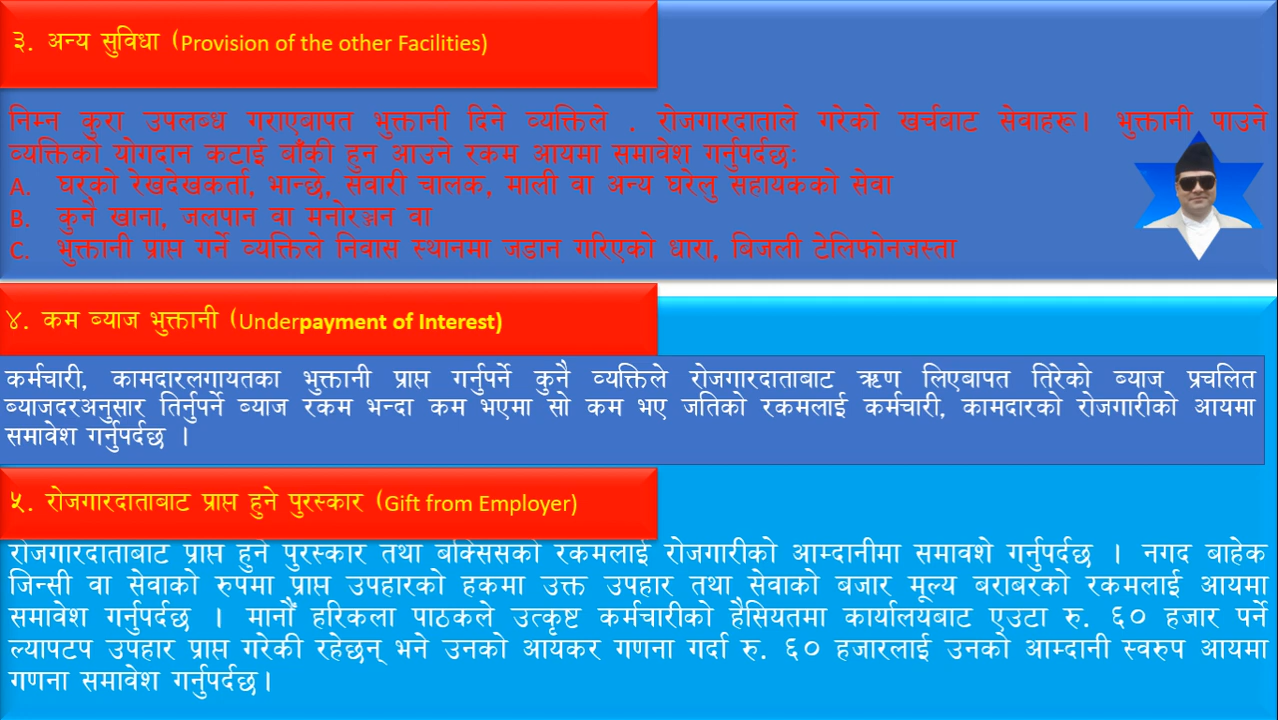 ३. अन्य सुविधा (Provision of the other Facilities)
निम्न कुरा उपलब्ध गराएबापत भुक्तानी दिने व्यक्तिले . रोजगारदाताले गरेको खर्चबाट सेवाहरू। भुक्तानी पाउने
व्यक्तिको योगदान कटाई बाँकी हुन आउने रकम आयमा समावेश गर्नुपर्दछः
A. घरको रेखदेखकर्ता, भान्छे, सवारी चालक, माली वा अन्य घरेलु सहायकको सेवा
B. कुनै खाना, जलपान वा मनोरञ्जन वा
C. भुक्तानी प्राप्त गर्ने व्यक्तिले निवास स्थानमा जडान गरिएको धारा, बिजली टेलिफोनजस्ता
४. कम ब्याज भुक्तानी (Underpayment of Interest)
कर्मचारी, कामदारलगायतका भुक्तानी प्राप्त गर्नुपर्ने कुनै व्यक्तिले रोजगारदाताबाट ऋण लिएबापत तिरेको ब्याज प्रचलित
ब्याजदरअनुसार तिर्नुपर्ने ब्याज रकम भन्दा कम भएमा सो कम भए जतिको रकमलाई कर्मचारी, कामदारको रोजगारीको आयमा
समावेश गर्नुपर्दछ ।
५. रोजगारदाताबाट प्राप्त हुने पुरस्कार (Gift from Employer)
रोजगारदाताबाट प्राप्त हुने पुरस्कार तथा बक्सिसको रकमलाई रोजगारीको आम्दानीमा समावशे गर्नुपर्दछ । नगद बाहेक
जिन्सी वा सेवाको रुपमा प्राप्त उपहारको हकमा उक्त उपहार तथा सेवाको बजार मूल्य बराबरको रकमलाई आयमा
समावेश गर्नुपर्दछ । मानौं हरिकला पाठकले उत्कृष्ट कर्मचारीको हैसियतमा कार्यालयबाट एउटा रु. ६० हजार पर्ने
ल्यापटप उपहार प्राप्त गरेकी रहेछन् भने उनको आयकर गणना गर्दा रु. ६० हजारलाई उनको आम्दानी स्वरुप आयमा
गणना समावेश गर्नुपर्दछ।